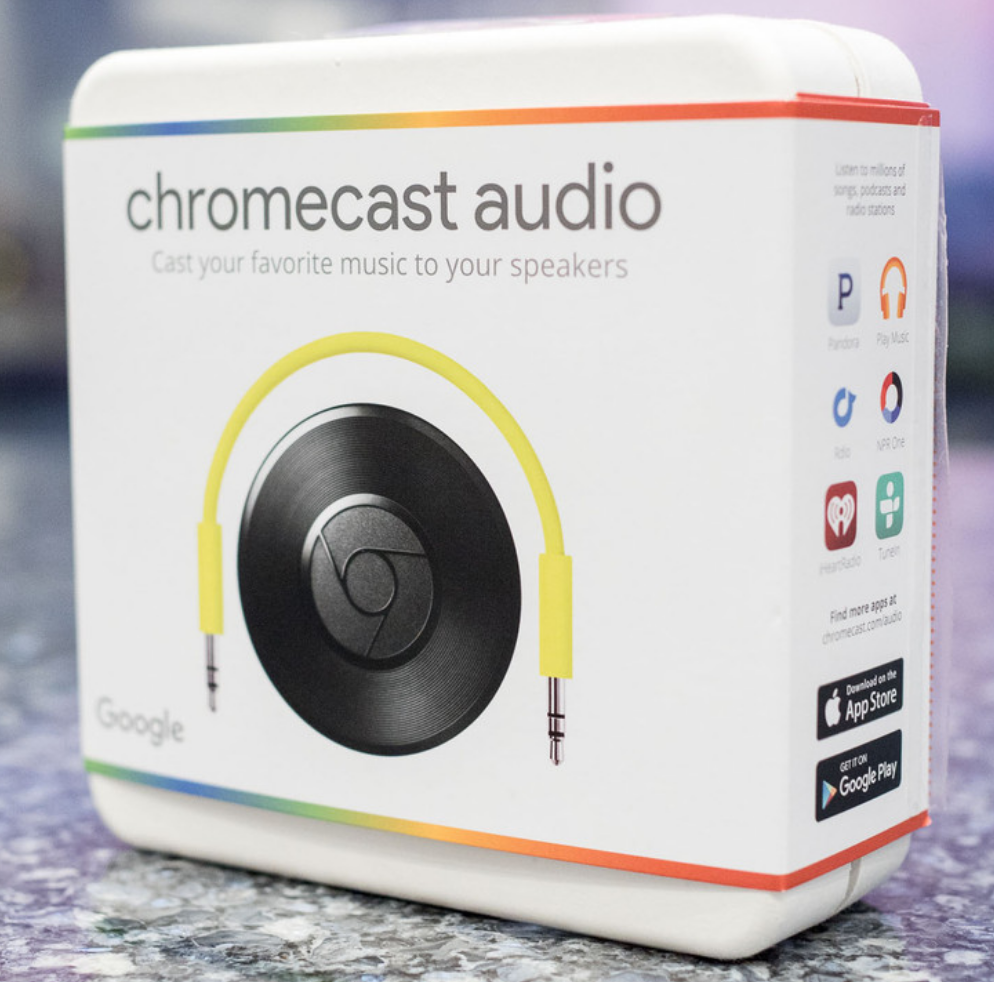 chromecast audio
Cast your favorite music to your speakers
Google
Listen to millions of
songs, podcasts and
radio stations
P
Pandora
Play Music
Rdio
NPR One
iHeartRadio
TuneIn
Find more apps at
chromecast.com/audio
Download on the
App Store
GET IT ON
Google Play